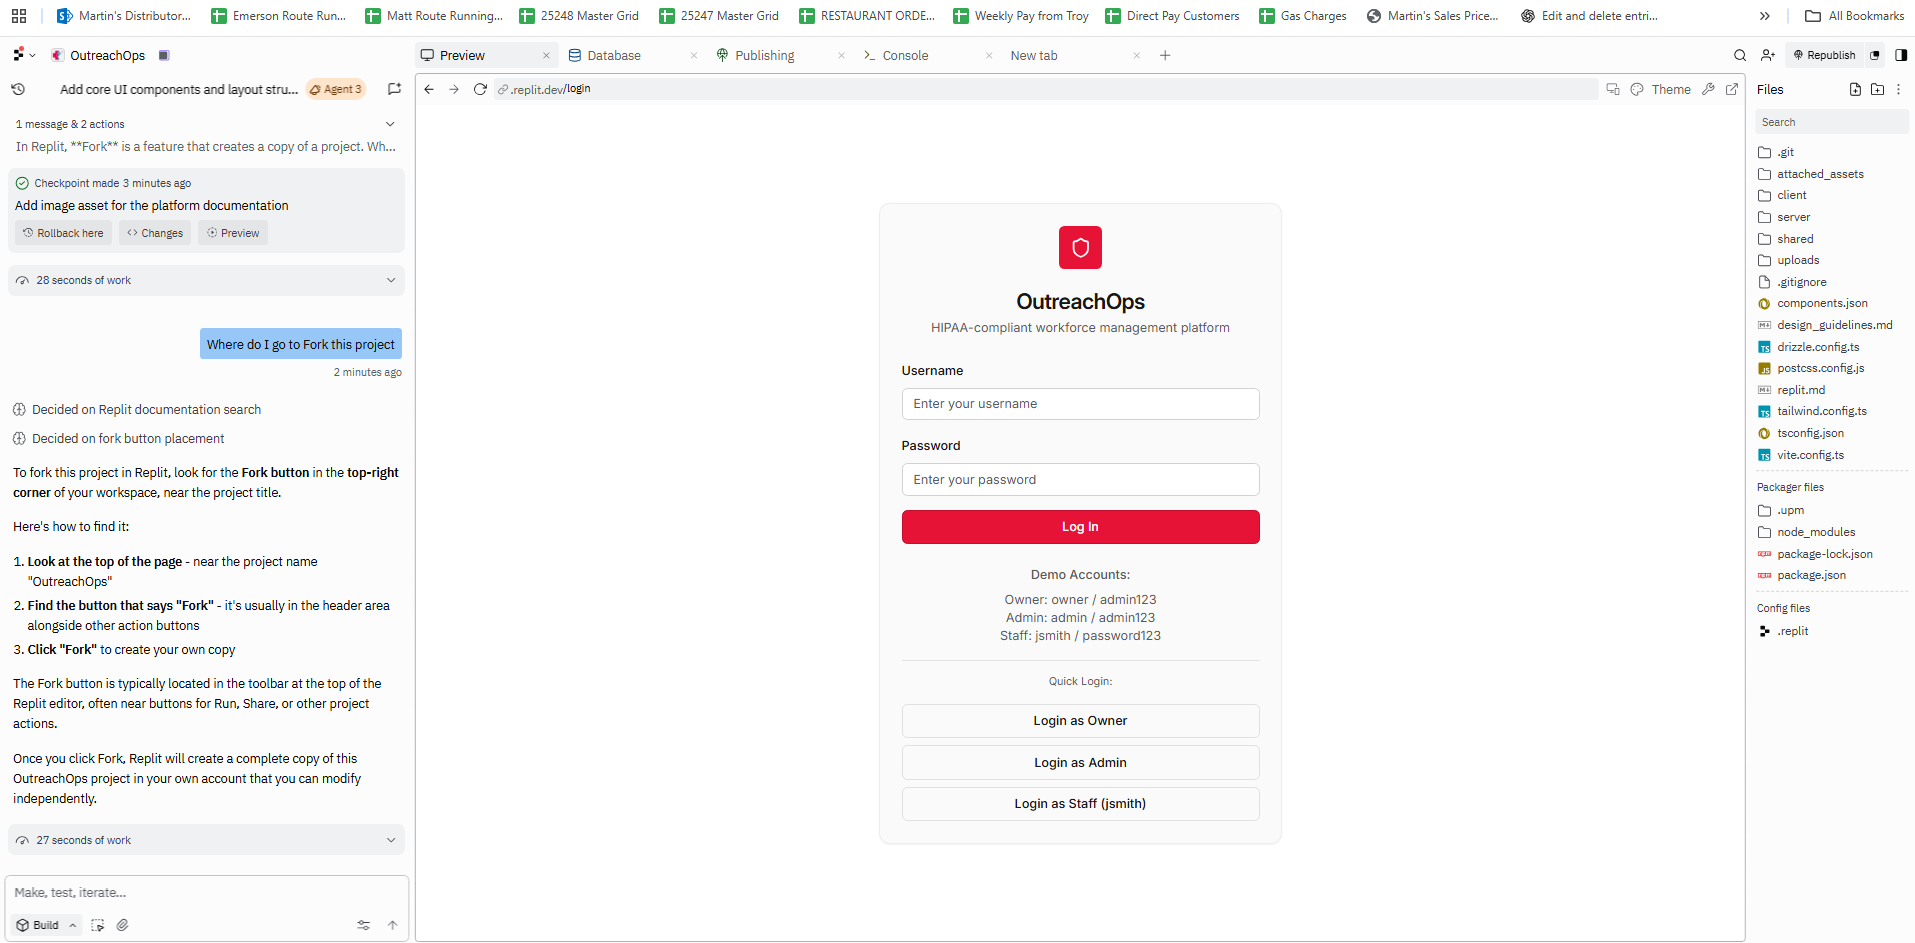 Martin's Distributor...
Emerson Route Run...
Matt Route Running...
25248 Master Grid
25247 Master Grid
RESTAURANT ORDE...
Weekly Pay from Troy
Direct Pay Customers
Gas Charges
Martin's Sales Price...
Edit and delete entri...
All Bookmarks
OutreachOps
Preview
Database
Publishing
Console
New tab
Republish
Add core UI components and layout stru...
Agent 3
.replit.dev/login
Theme
Files
Search
1 message & 2 actions
In Replit, **Fork** is a feature that creates a copy of a project. Wh...
Checkpoint made 3 minutes ago
Add image asset for the platform documentation
Rollback here
Changes
Preview
28 seconds of work
Where do I go to Fork this project
2 minutes ago
Decided on Replit documentation search
Decided on fork button placement
To fork this project in Replit, look for the Fork button in the top-right
corner of your workspace, near the project title.
Here's how to find it:
1. Look at the top of the page - near the project name
"OutreachOps"
2. Find the button that says "Fork" - it's usually in the header area
alongside other action buttons
3. Click "Fork" to create your own copy
The Fork button is typically located in the toolbar at the top of the
Replit editor, often near buttons for Run, Share, or other project
actions.
Once you click Fork, Replit will create a complete copy of this
OutreachOps project in your own account that you can modify
independently.
27 seconds of work
Make, test, iterate...
Build
OutreachOps
HIPAA-compliant workforce management platform
Username
Enter your username
Password
Enter your password
Log In
Demo Accounts:
Owner: owner / admin123
Admin: admin / admin123
Staff: jsmith / password123
Quick Login:
Login as Owner
Login as Admin
Login as Staff (jsmith)
.git
attached_assets
client
server
shared
uploads
.gitignore
components.json
design_guidelines.md
drizzle.config.ts
postcss.config.js
replit.md
tailwind.config.ts
tsconfig.json
vite.config.ts
Packager files
.upm
node_modules
package-lock.json
package.json
Config files
.replit